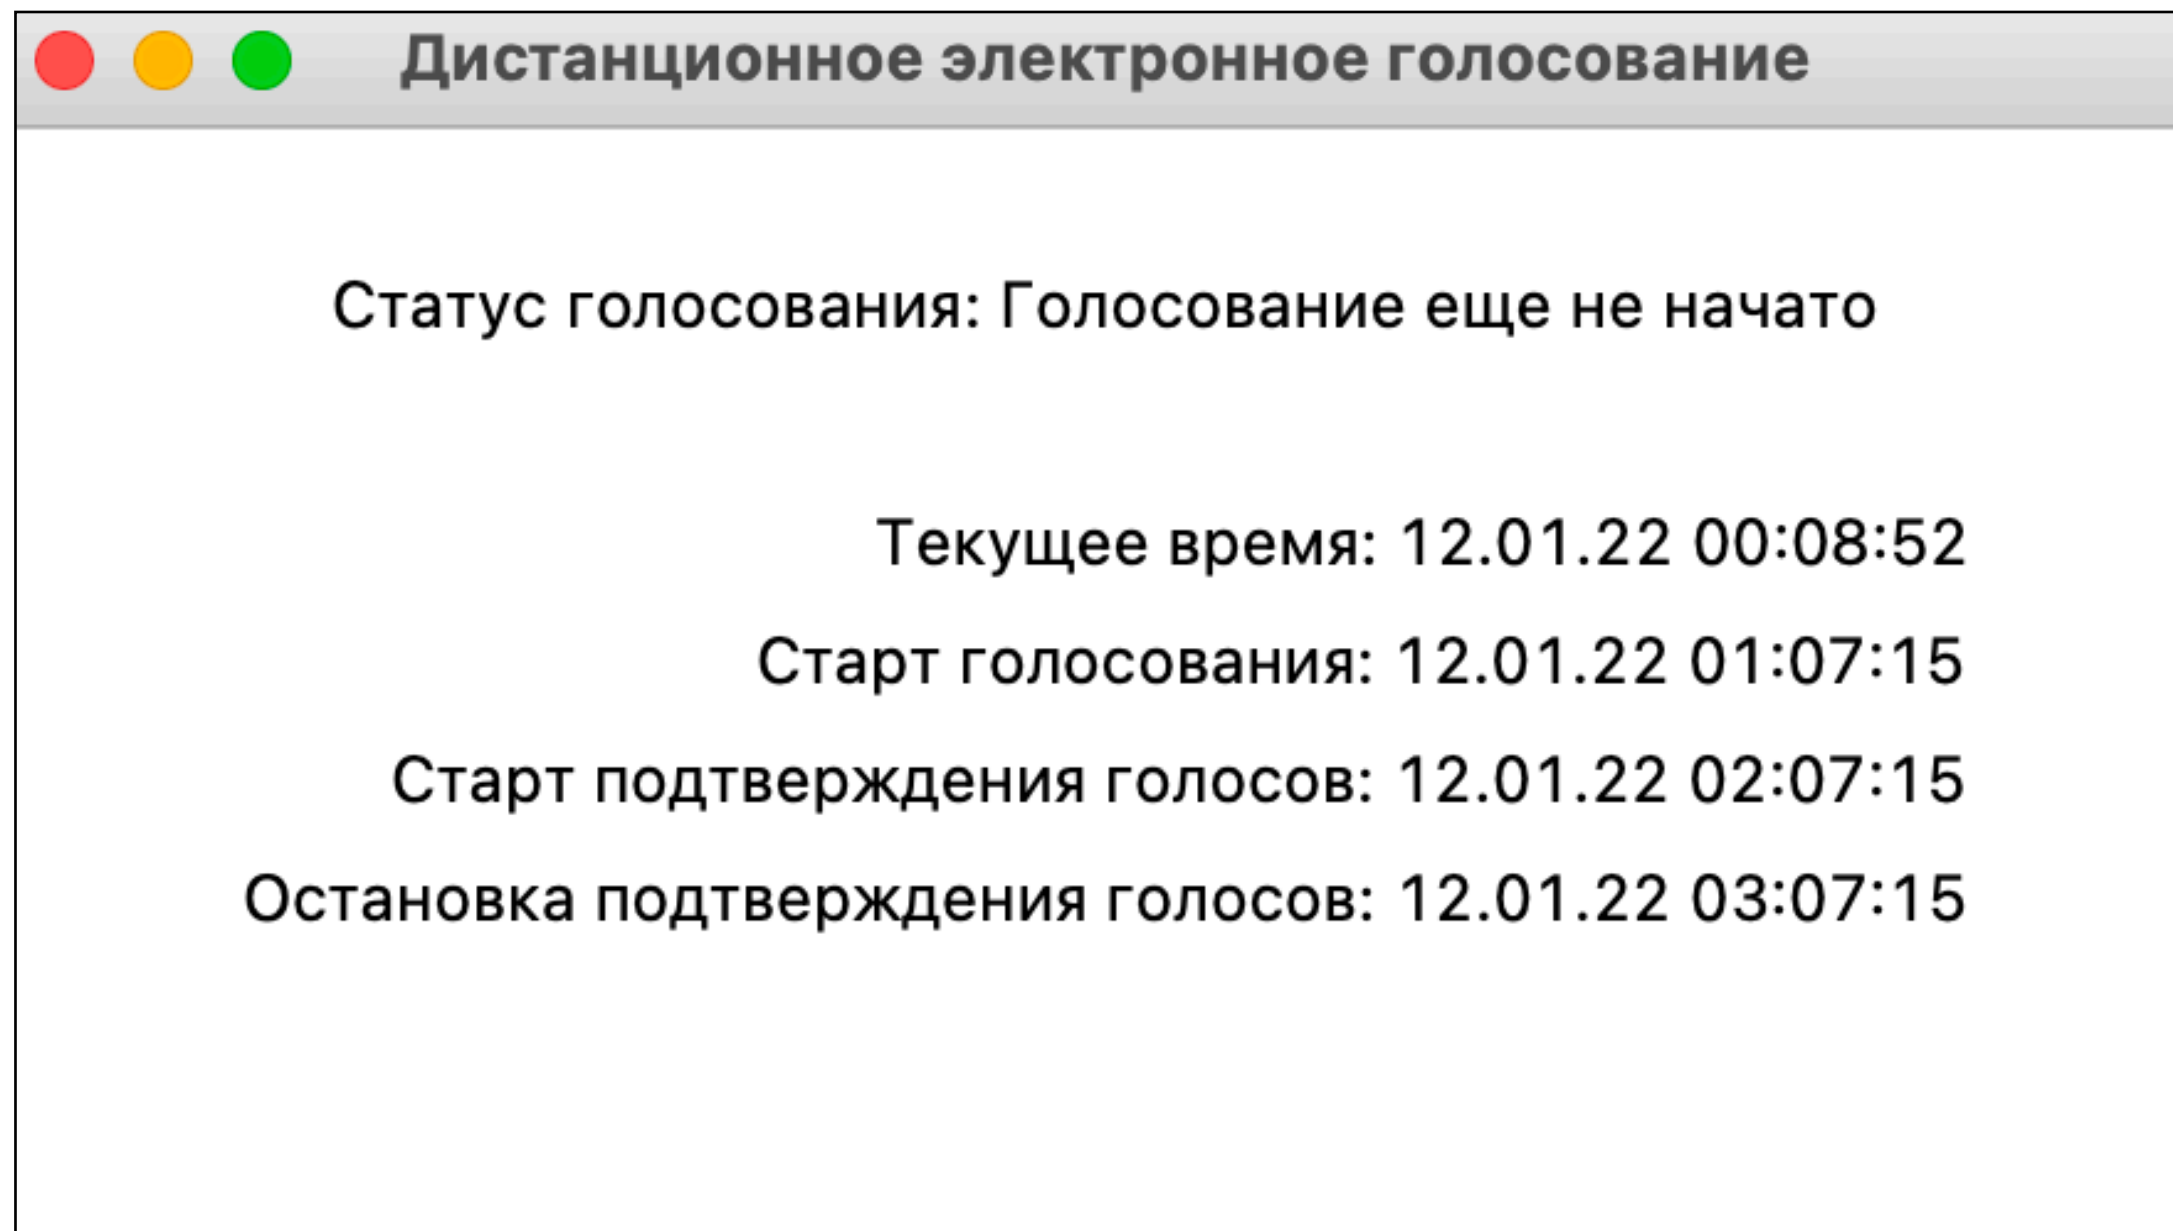 Дистанционное электронное голосование
Статус голосования: Голосование еще не начато
Текущее время: 12.01.22 00:08:52
Старт голосования: 12.01.22 01:07:15
Старт подтверждения голосов: 12.01.22 02:07:15
Остановка подтверждения голосов: 12.01.22 03:07:15